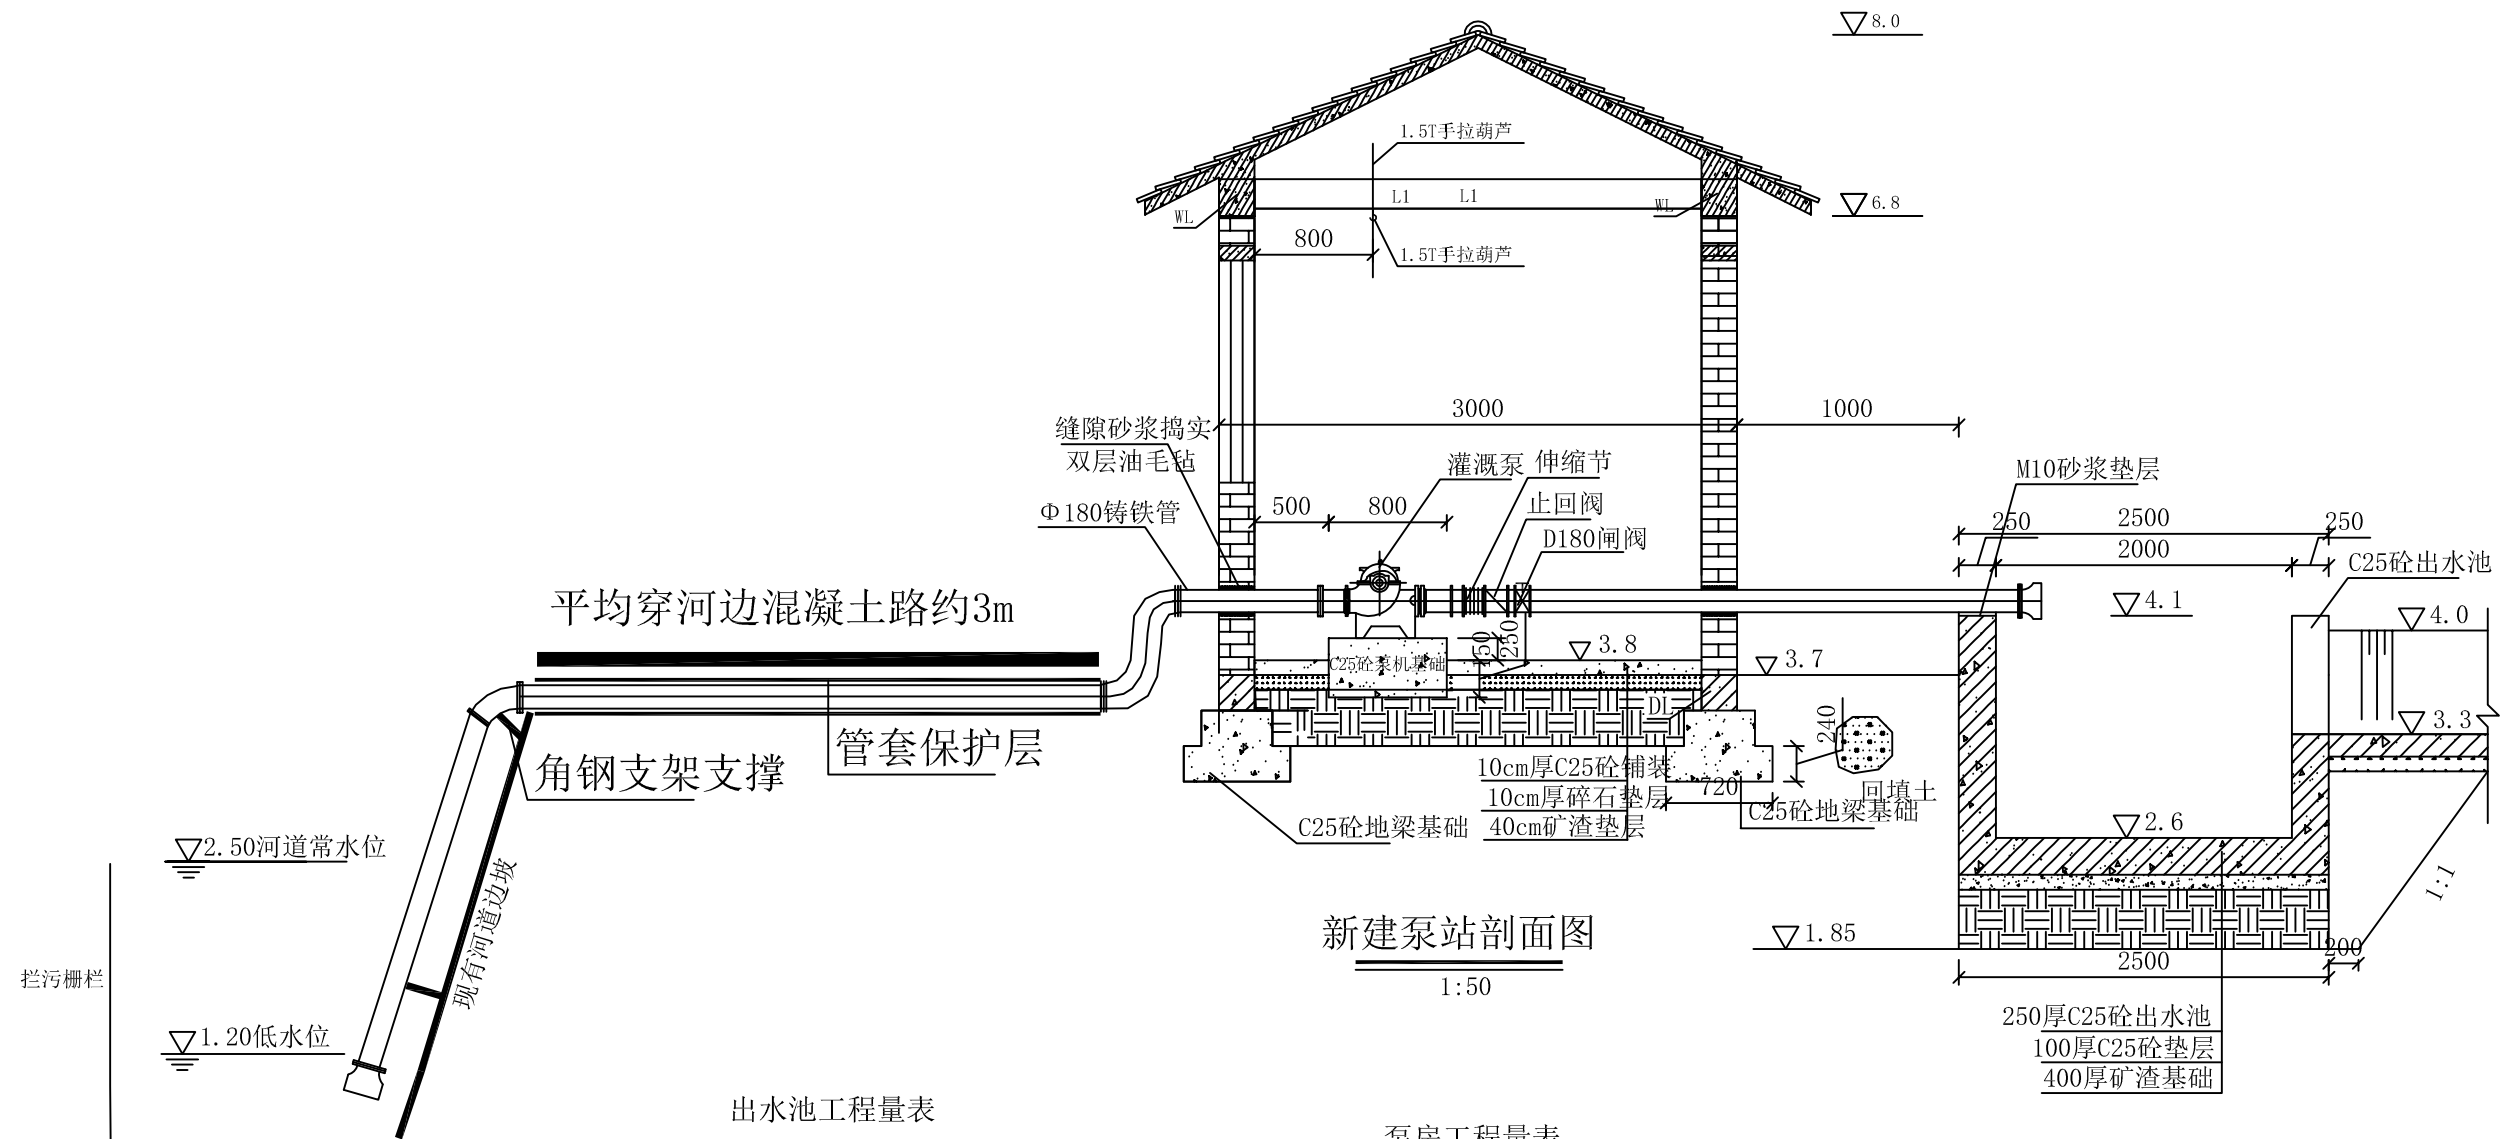 8.0
1.5T手拉葫芦
L1
L1
WL
WL
6.8
800
1.5T手拉葫芦
3000
1000
缝隙砂浆捣实
双层油毛毡
灌溉泵
伸缩节
M10砂浆垫层
500
800
止回阀
Φ180铸铁管
D180闸阀
250
2500
250
2000
C25砼出水池
平均穿河边混凝土路约3m
4.1
4.0
150
250
3.8
3.7
C25砼泵机基础
DL
240
3.3
管套保护层
角钢支架支撑
10cm厚C25砼铺装
10cm厚碎石垫层
40cm矿渣垫层
720
回填土
C25砼地梁基础
C25砼地梁基础
2.6
2.50河道常水位
现有河道边坡
1:1
新建泵站剖面图
1:50
1.85
200
2500
拦污栅栏
1.20低水位
250厚C25砼出水池
100厚C25砼垫层
400厚矿渣基础
出水池工程量表
泵房工程量表